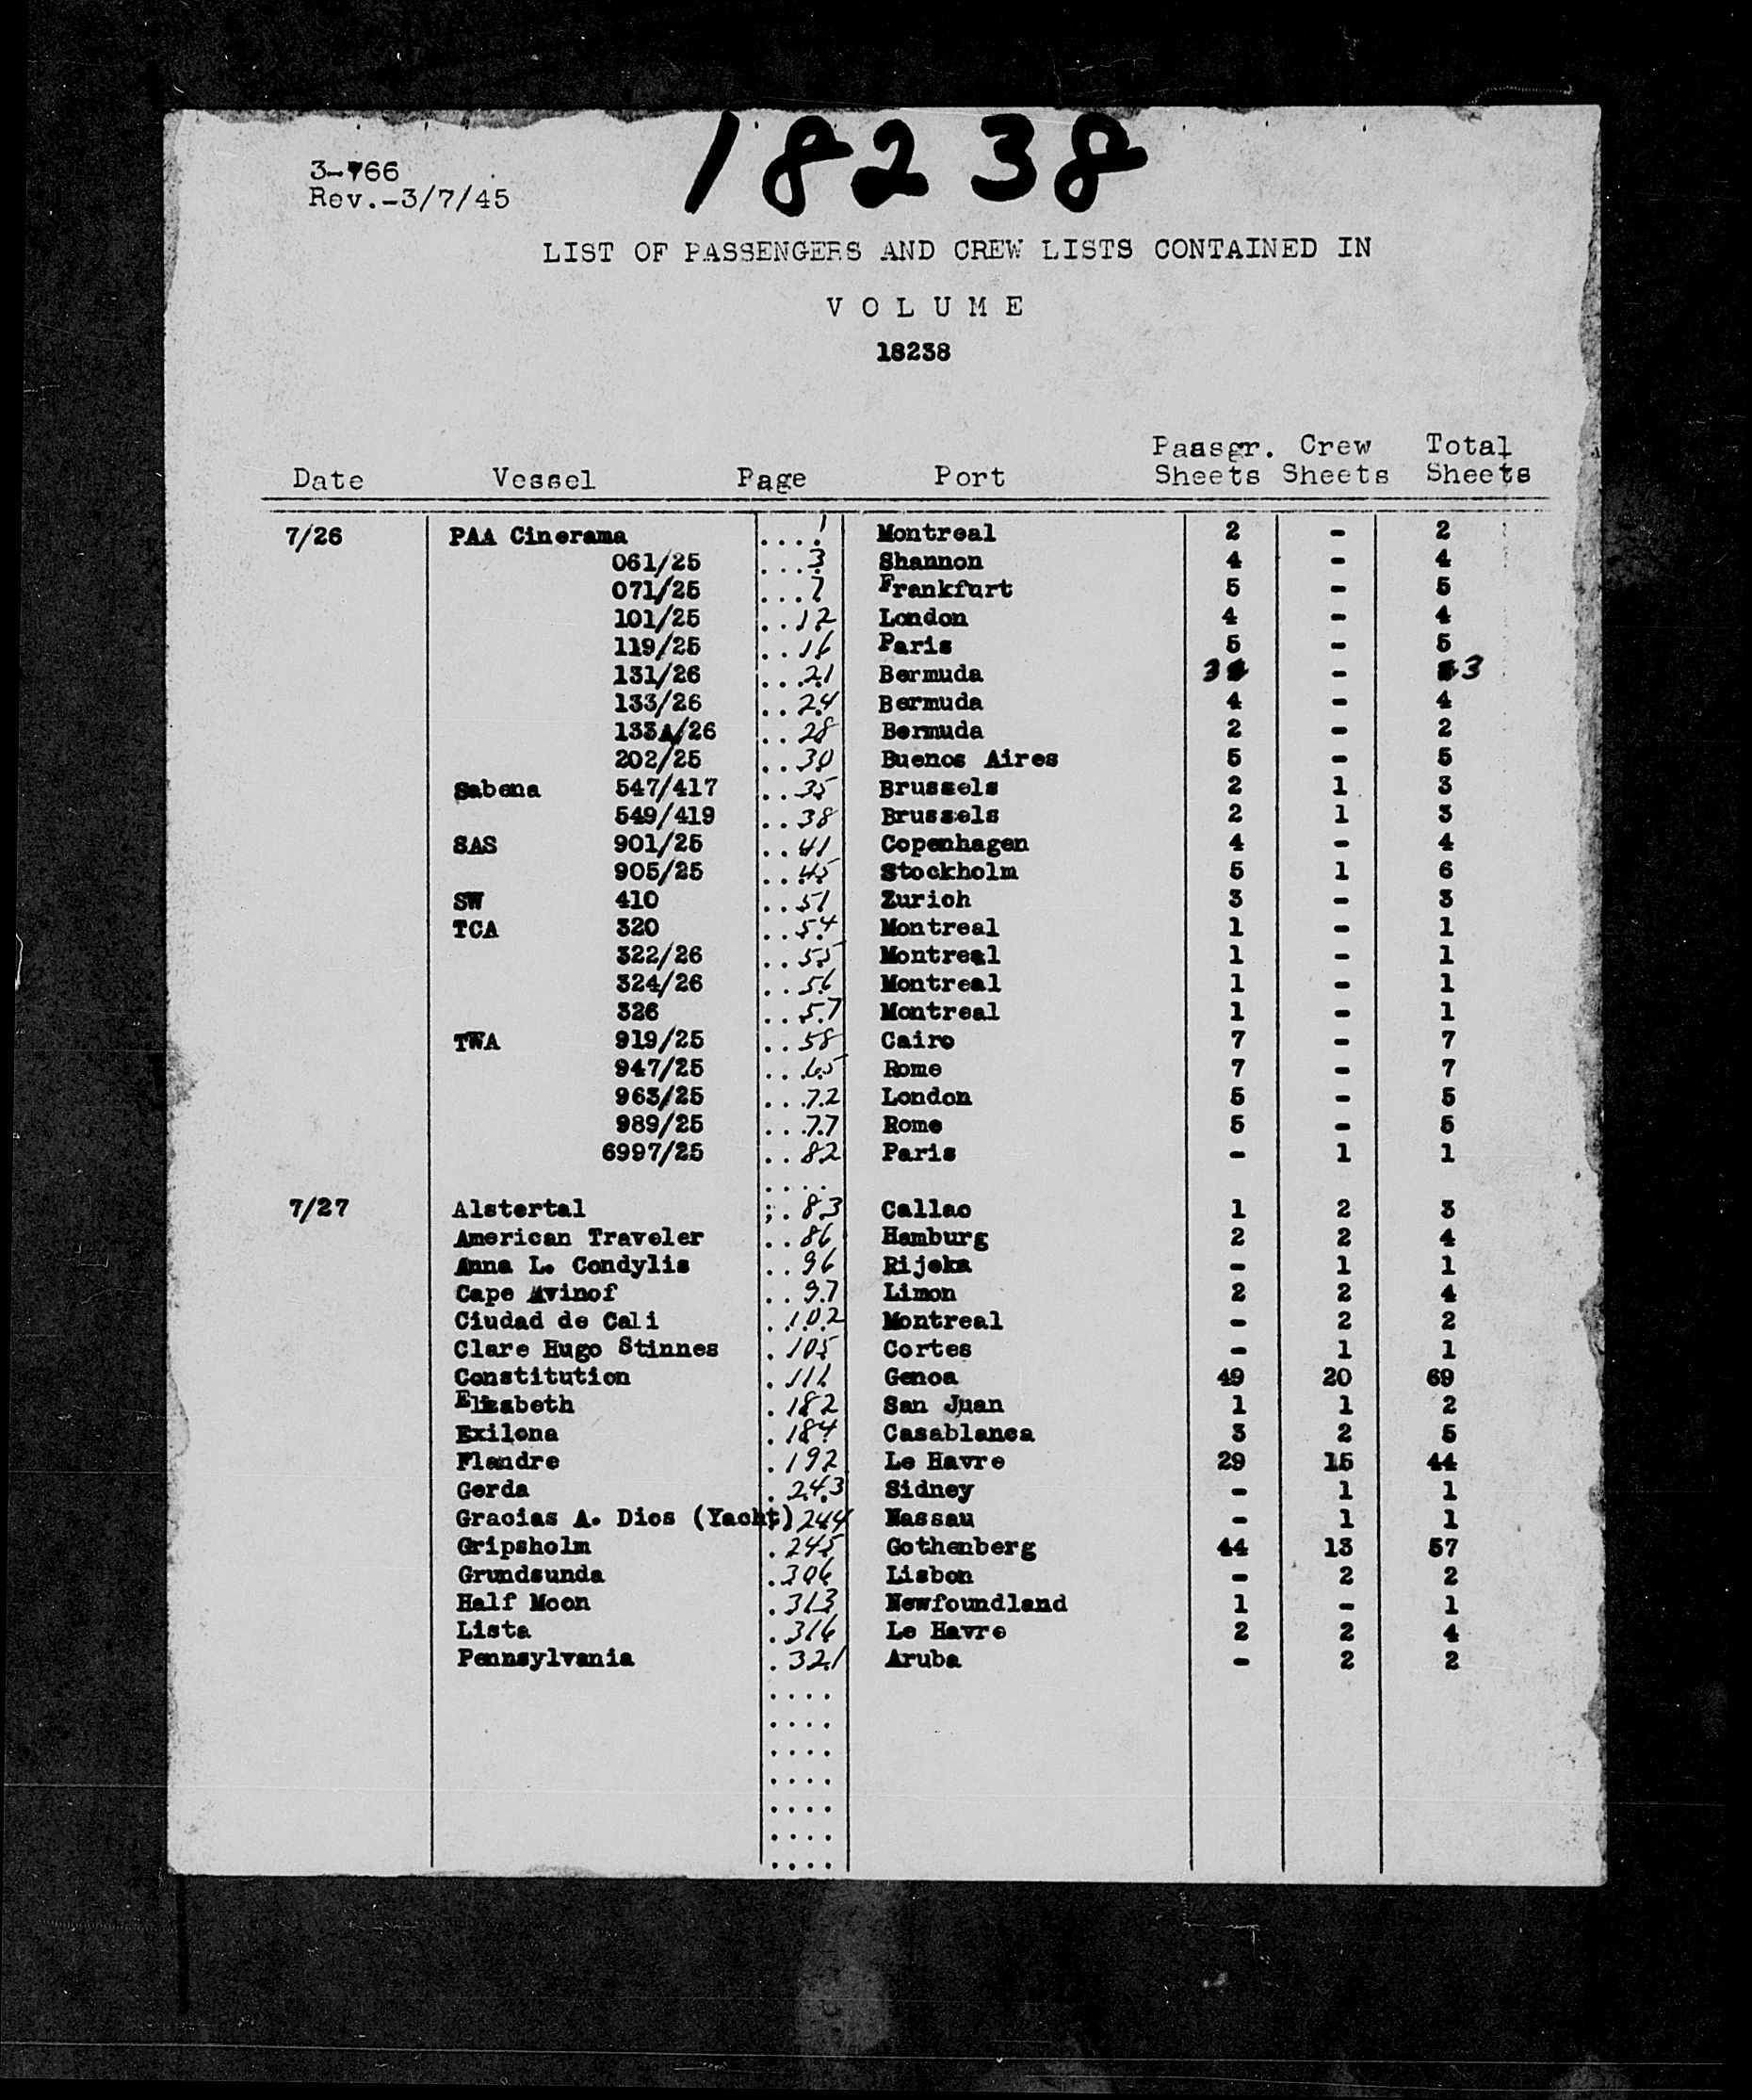 18238
3-766
Rev.-3/7/45
LIST OF PASSENGERS AND CREW LISTS CONTAINED IN
VOLUME
18238
Date Vessel Page Port Passgr. Sheets Crew Sheets Total Sheets
7/26 PAA Cinerama ....1 Montreal 2 - 2
061/25 ...3 Shannon 4 - 4
071/25 ...7 Frankfurt 5 - 5
101/25 ..12 London 4 - 4
119/25 ..16 Paris 5 - 5
131/26 ..21 Bermuda 3 - 3
133/26 ..24 Bermuda 4 - 4
133A/26 ..28 Bermuda 2 - 2
202/25 ..30 Buenos Aires 5 - 5
Sabena 547/417 ..35 Brussels 2 1 3
549/419 ..38 Brussels 2 1 3
SAS 901/25 ..41 Copenhagen 4 - 4
905/25 ..45 Stockholm 5 1 6
SW 410 ..51 Zurich 3 - 3
TCA 320 ..54 Montreal 1 - 1
322/26 ..55 Montreal 1 - 1
324/26 ..56 Montreal 1 - 1
326 ..57 Montreal 1 - 1
TWA 919/25 ..58 Cairo 7 - 7
947/25 ..65 Rome 7 - 7
963/25 ..72 London 5 - 5
989/25 ..77 Rome 5 - 5
6997/25 ..82 Paris - 1 1
....
7/27 Alstertal ;.83 Callao 1 2 3
American Traveler ..86 Hamburg 2 2 4
Anna L. Condylis ..96 Rijeka - 1 1
Cape Avinof ..97 Limon 2 2 4
Ciudad de Cali .102 Montreal - 2 2
Clare Hugo Stinnes .105 Cortes - 1 1
Constitution .111 Genoa 49 20 69
Elizabeth .182 San Juan 1 1 2
Exilona .184 Casablanca 3 2 5
Flandre .192 Le Havre 29 15 44
Gerda .243 Sidney - 1 1
Gracias A. Dios (Yacht) 244 Nassau - 1 1
Gripsholm .245 Gothenberg 44 13 57
Grundsunda .306 Lisbon - 2 2
Half Moon .313 Newfoundland 1 - 1
Lista .316 Le Havre 2 2 4
Pennsylvania .321 Aruba - 2 2
....
....
....
....
....
....
....